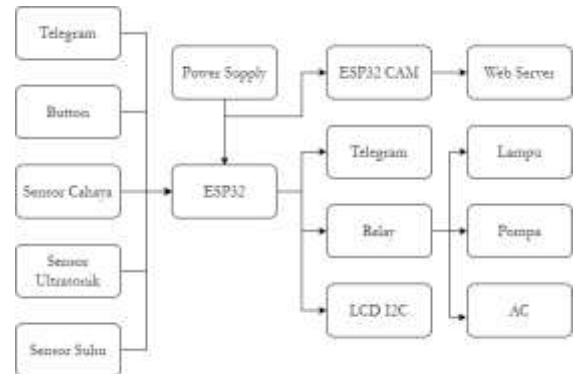 Telegram
Button
Sensor Cahaya
Sensor
Ultrasonik
Sensor Suhu
Power Supply
ESP32
ESP32 CAM
Web Server
Telegram
Relay
LCD I2C
Lampu
Pompa
AC